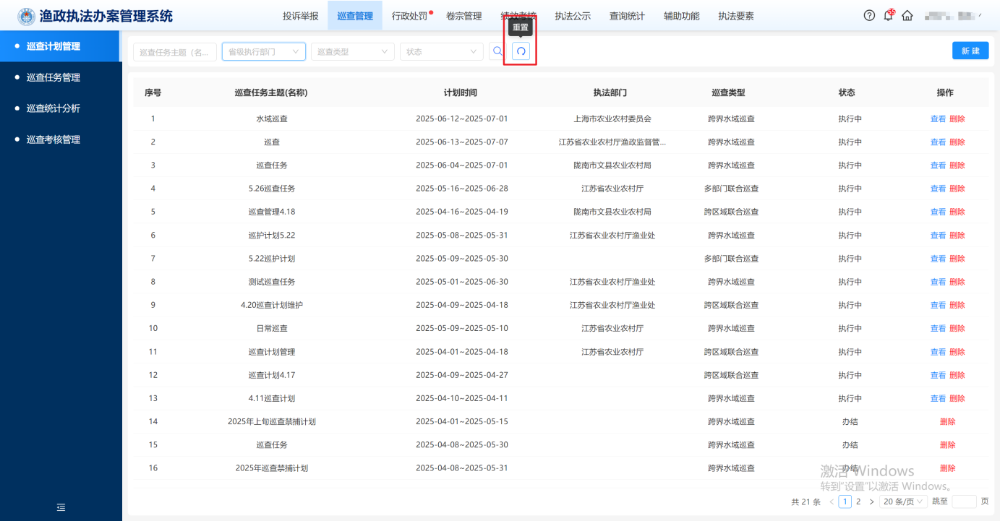 渔政执法办案管理系统 投诉举报 巡查管理 行政处罚 卷宗管理 绩效考核 执法公示 查询统计 辅助功能 执法要素 55
重置
巡查计划管理
巡查任务管理
巡查统计分析
巡查考核管理
巡查任务主题（名... 省级执行部门 巡查类型 状态 新 建
序号 巡查任务主题(名称) 计划时间 执法部门 巡查类型 状态 操作
1 水域巡查 2025-06-12~2025-07-01 上海市农业农村委员会 跨界水域巡查 执行中 查看 删除
2 巡查 2025-06-13~2025-07-07 江苏省农业农村厅渔政监督管... 跨界水域巡查 执行中 查看 删除
3 巡查任务 2025-06-04~2025-07-01 陇南市文县农业农村局 跨界水域巡查 执行中 查看 删除
4 5.26巡查任务 2025-05-16~2025-06-28 江苏省农业农村厅 多部门联合巡查 执行中 查看 删除
5 巡查管理4.18 2025-04-16~2025-04-19 陇南市文县农业农村局 跨区域联合巡查 执行中 查看 删除
6 巡护计划5.22 2025-05-08~2025-05-31 江苏省农业农村厅渔业处 跨界水域巡查 执行中 查看 删除
7 5.22巡护计划 2025-05-09~2025-05-30 多部门联合巡查 执行中 查看 删除
8 测试巡查任务 2025-05-01~2025-06-30 江苏省农业农村厅渔业处 跨界水域巡查 执行中 查看 删除
9 4.20巡查计划维护 2025-04-09~2025-04-18 江苏省农业农村厅渔业处 跨区域联合巡查 执行中 查看 删除
10 日常巡查 2025-05-09~2025-05-10 江苏省农业农村厅 跨界水域巡查 执行中 查看 删除
11 巡查计划管理 2025-04-01~2025-04-18 江苏省农业农村厅 跨区域联合巡查 执行中 查看 删除
12 巡查计划4.17 2025-04-09~2025-04-27 跨区域联合巡查 执行中 查看 删除
13 4.11巡查计划 2025-04-10~2025-04-11 跨界水域巡查 执行中 查看 删除
14 2025年上旬巡查禁捕计划 2025-04-01~2025-05-15 跨界水域巡查 办结 删除
15 巡查任务 2025-04-08~2025-05-30 跨界水域巡查 办结 删除
16 2025年巡查禁捕计划 2025-04-08~2025-05-31 跨界水域巡查 办结 删除
激活 Windows
转到"设置"以激活 Windows。
共 21 条 < 1 2 > 20 条/页 跳至 页